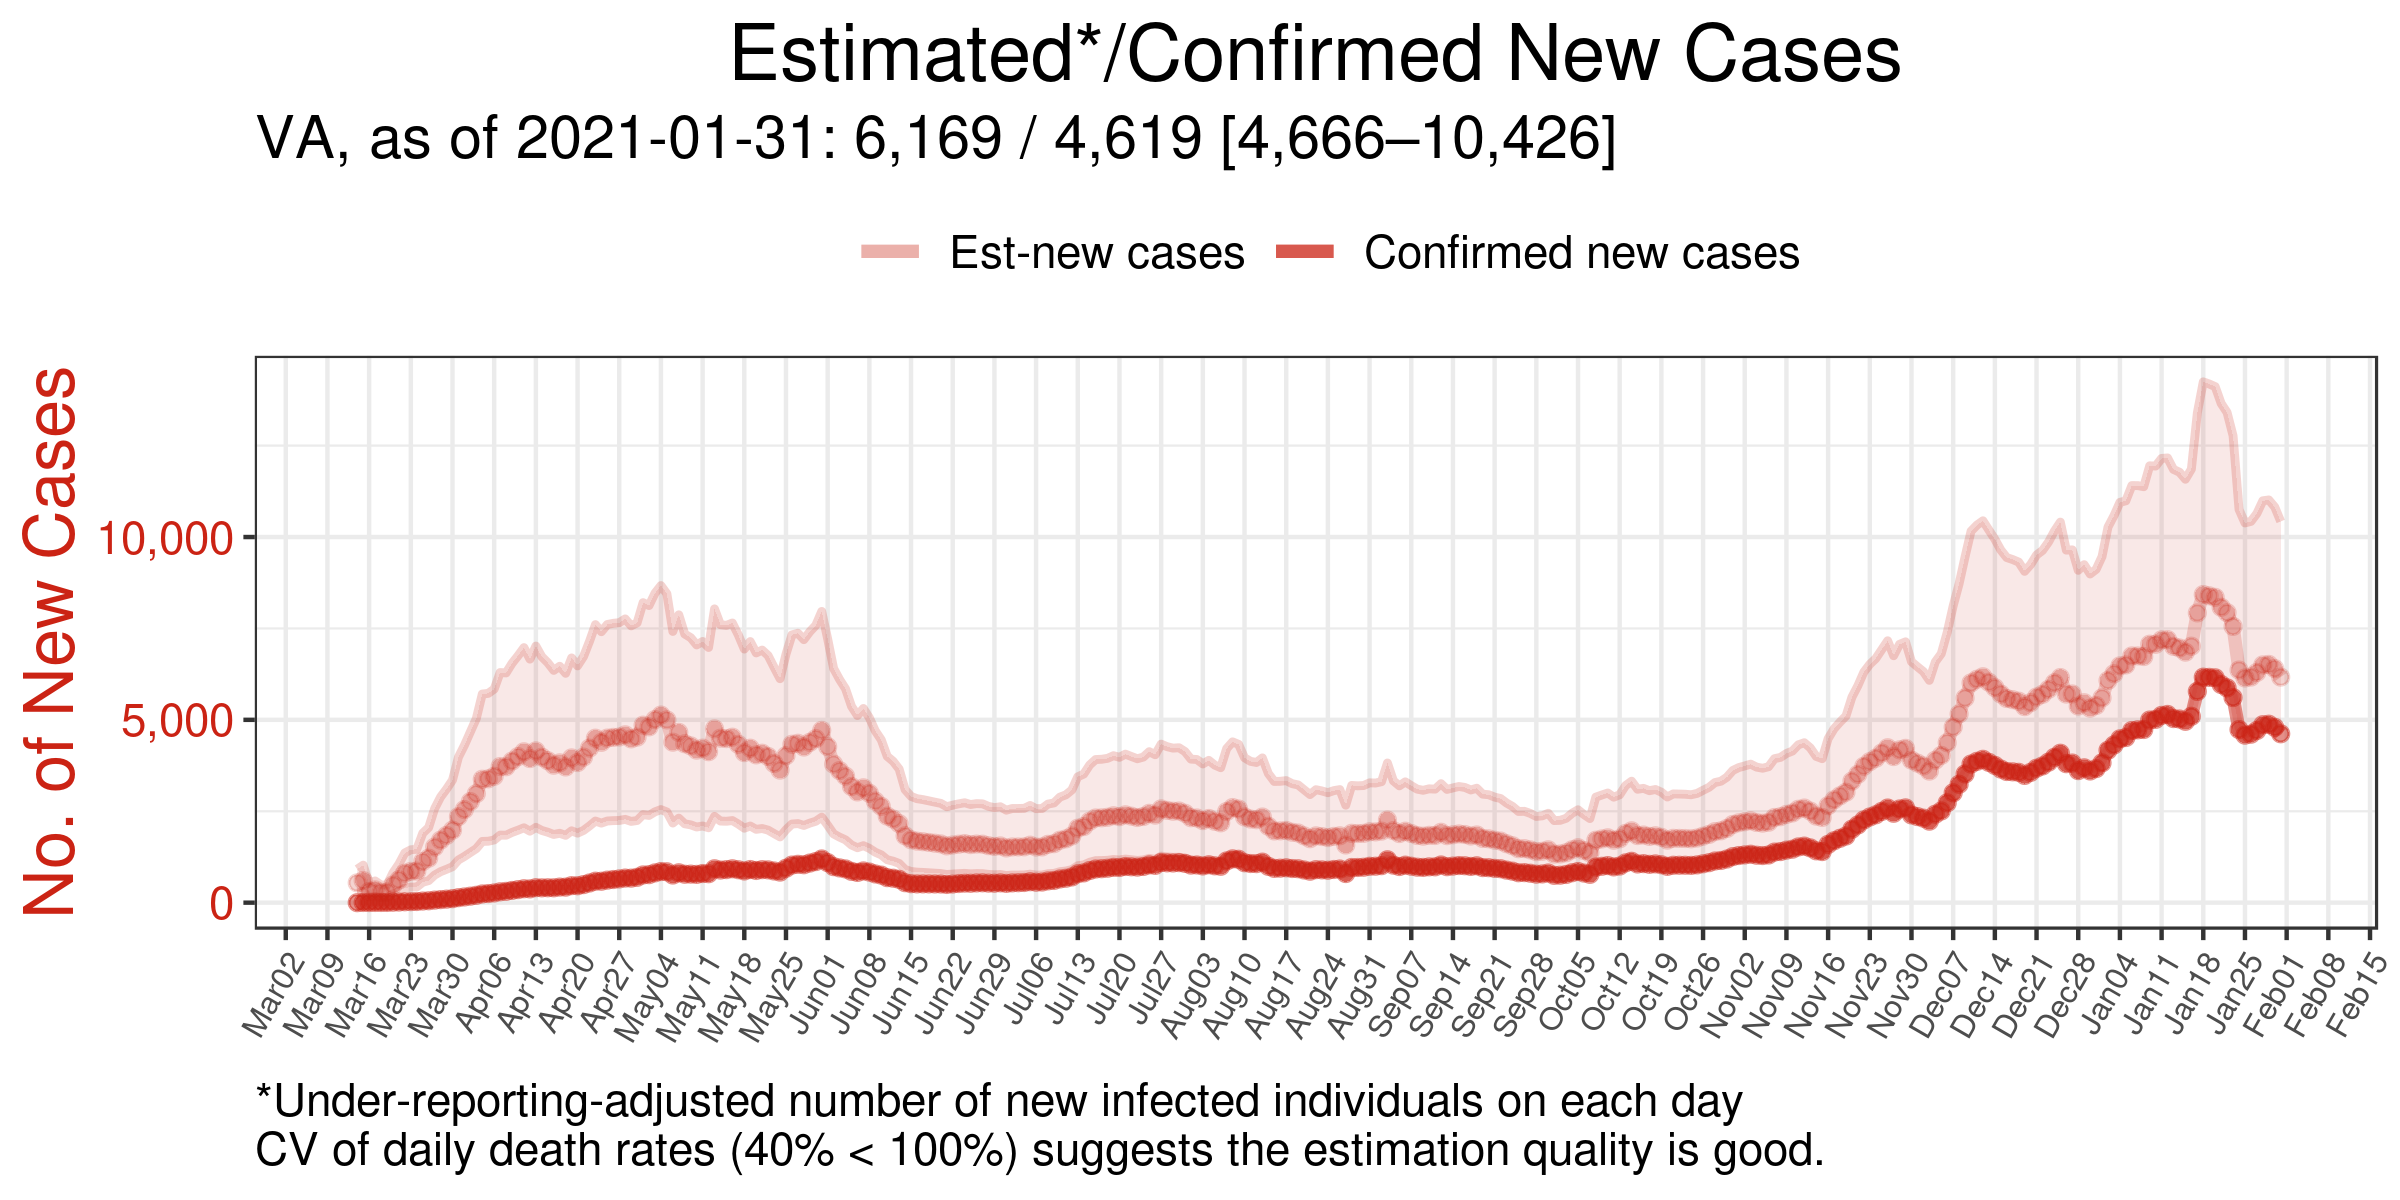 Estimated*/Confirmed New Cases
VA, as of 2021-01-31: 6,169 / 4,619 [4,666–10,426]
Est-new cases
Confirmed new cases
No. of New Cases
10,000
5,000
0
Mar02
Mar09
Mar16
Mar23
Mar30
Apr06
Apr13
Apr20
Apr27
May04
May11
May18
May25
Jun01
Jun08
Jun15
Jun22
Jun29
Jul06
Jul13
Jul20
Jul27
Aug03
Aug10
Aug17
Aug24
Aug31
Sep07
Sep14
Sep21
Sep28
Oct05
Oct12
Oct19
Oct26
Nov02
Nov09
Nov16
Nov23
Nov30
Dec07
Dec14
Dec21
Dec28
Jan04
Jan11
Jan18
Jan25
Feb01
Feb08
Feb15
*Under-reporting-adjusted number of new infected individuals on each day
CV of daily death rates (40% < 100%) suggests the estimation quality is good.